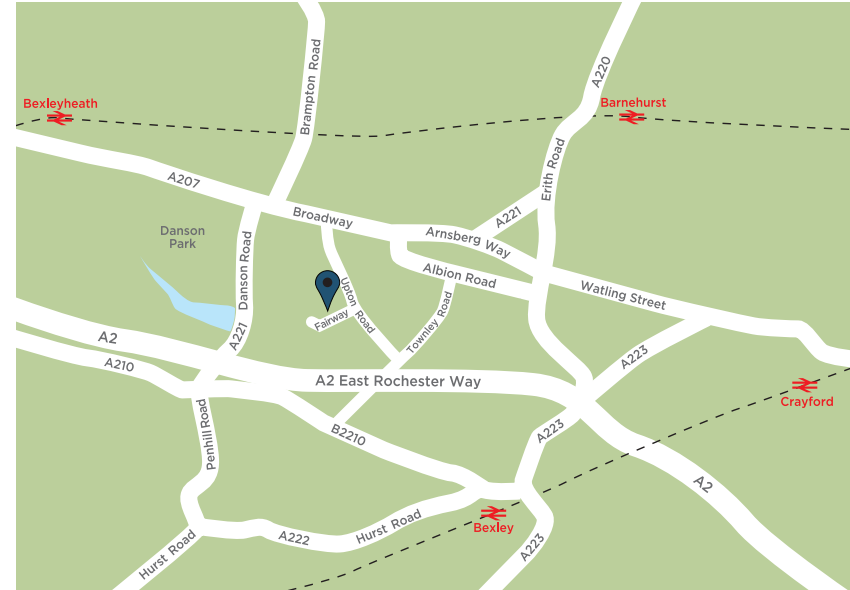 A220
Brampton Road
Bexleyheath
Barnehurst
Erith Road
A207
A221
Broadway
Arnsberg Way
Danson
Park
Danson Road
Albion Road
Watling Street
Upton Road
Fairway
Townley Road
A2
A221
A210
A223
A2 East Rochester Way
Crayford
Penhill Road
B2210
A223
A2
Hurst Road
Bexley
A222
Hurst Road
A223